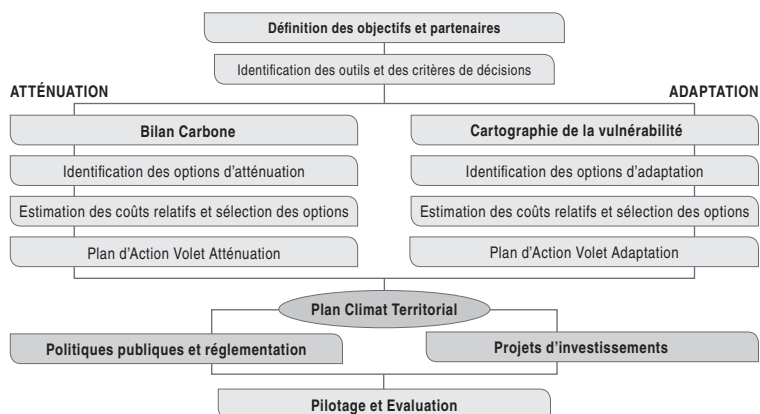 Définition des objectifs et partenaires
Identification des outils et des critères de décisions
ATTÉNUATION
ADAPTATION
Bilan Carbone
Cartographie de la vulnérabilité
Identification des options d'atténuation
Identification des options d'adaptation
Estimation des coûts relatifs et sélection des options
Estimation des coûts relatifs et sélection des options
Plan d'Action Volet Atténuation
Plan d'Action Volet Adaptation
Plan Climat Territorial
Politiques publiques et réglementation
Projets d'investissements
Pilotage et Evaluation